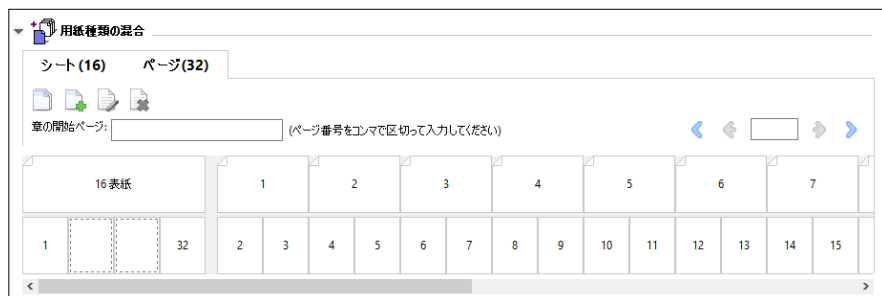 用紙種類の混合
シート(16) ページ(32)
章の開始ページ: (ページ番号をコンマで区切って入力してください)
16 表紙 1 2 3 4 5 6 7
1 32 2 3 4 5 6 7 8 9 10 11 12 13 14 15